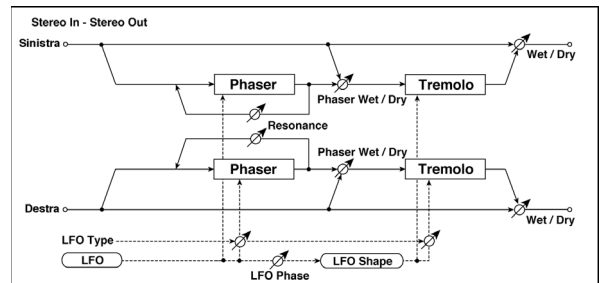 Stereo In - Stereo Out
Sinistra
Wet / Dry
Phaser
Tremolo
Phaser Wet / Dry
Resonance
Phaser Wet / Dry
Phaser
Tremolo
Destra
Wet / Dry
LFO Type
LFO
LFO Shape
LFO Phase